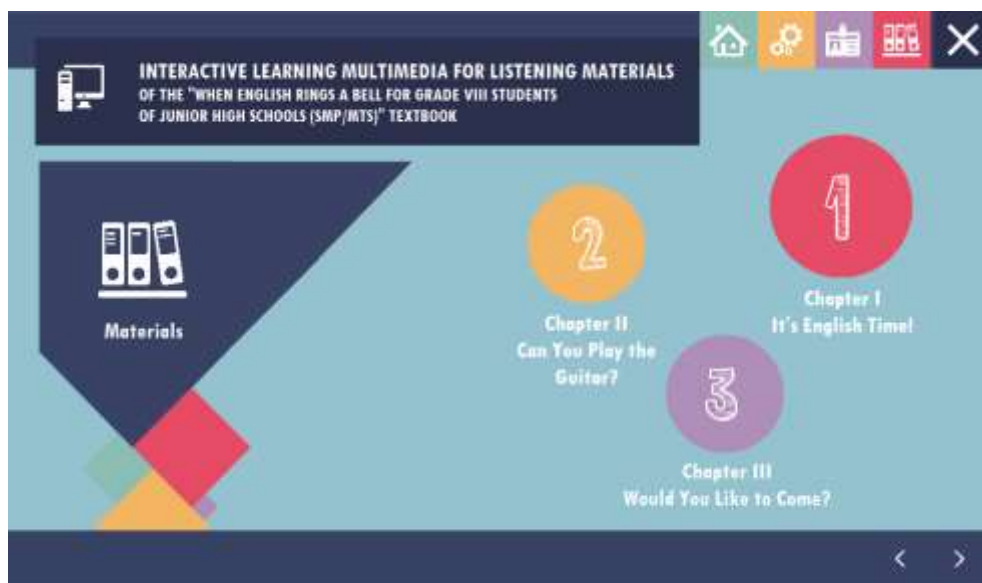 INTERACTIVE LEARNING MULTIMEDIA FOR LISTENING MATERIALS
OF THE "WHEN ENGLISH RINGS A BELL FOR GRADE VIII STUDENTS
OF JUNIOR HIGH SCHOOLS (SMP/MTS)" TEXTBOOK
Materials
1
Chapter I
It's English Time!
2
Chapter II
Can You Play the
Guitar?
3
Chapter III
Would You Like to Come?